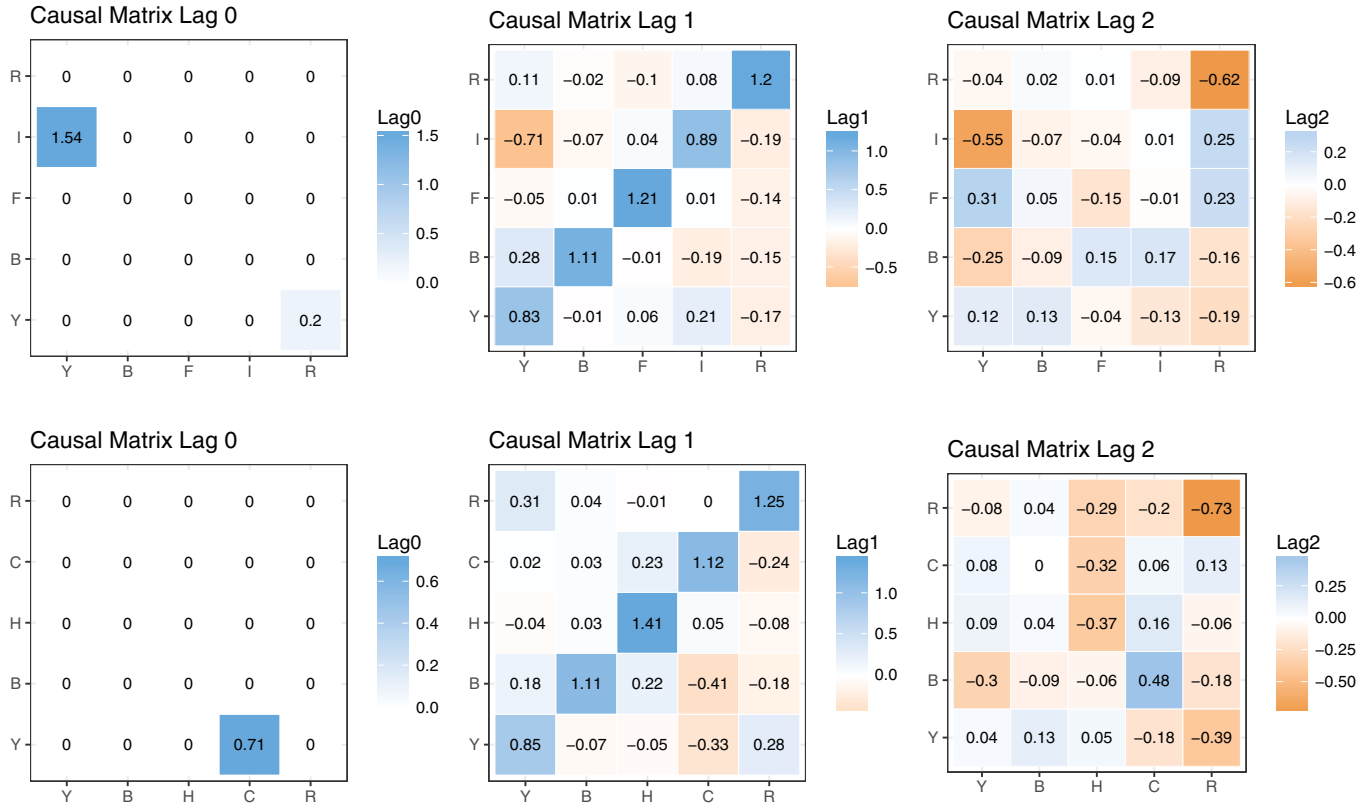 Causal Matrix Lag 0
R 0 0 0 0 0
I 1.54 0 0 0 0
F 0 0 0 0 0
B 0 0 0 0 0
Y 0 0 0 0 0.2
Y B F I R
Lag0
1.5
1.0
0.5
0.0
Causal Matrix Lag 1
R 0.11 −0.02 −0.1 0.08 1.2
I −0.71 −0.07 0.04 0.89 −0.19
F −0.05 0.01 1.21 0.01 −0.14
B 0.28 1.11 −0.01 −0.19 −0.15
Y 0.83 −0.01 0.06 0.21 −0.17
Y B F I R
Lag1
1.0
0.5
0.0
−0.5
Causal Matrix Lag 2
R −0.04 0.02 0.01 −0.09 −0.62
I −0.55 −0.07 −0.04 0.01 0.25
F 0.31 0.05 −0.15 −0.01 0.23
B −0.25 −0.09 0.15 0.17 −0.16
Y 0.12 0.13 −0.04 −0.13 −0.19
Y B F I R
Lag2
0.2
0.0
−0.2
−0.4
−0.6
Causal Matrix Lag 0
R 0 0 0 0 0
C 0 0 0 0 0
H 0 0 0 0 0
B 0 0 0 0 0
Y 0 0 0 0.71 0
Y B H C R
Lag0
0.6
0.4
0.2
0.0
Causal Matrix Lag 1
R 0.31 0.04 −0.01 0 1.25
C 0.02 0.03 0.23 1.12 −0.24
H −0.04 0.03 1.41 0.05 −0.08
B 0.18 1.11 0.22 −0.41 −0.18
Y 0.85 −0.07 −0.05 −0.33 0.28
Y B H C R
Lag1
1.0
0.5
0.0
Causal Matrix Lag 2
R −0.08 0.04 −0.29 −0.2 −0.73
C 0.08 0 −0.32 0.06 0.13
H 0.09 0.04 −0.37 0.16 −0.06
B −0.3 −0.09 −0.06 0.48 −0.18
Y 0.04 0.13 0.05 −0.18 −0.39
Y B H C R
Lag2
0.25
0.00
−0.25
−0.50